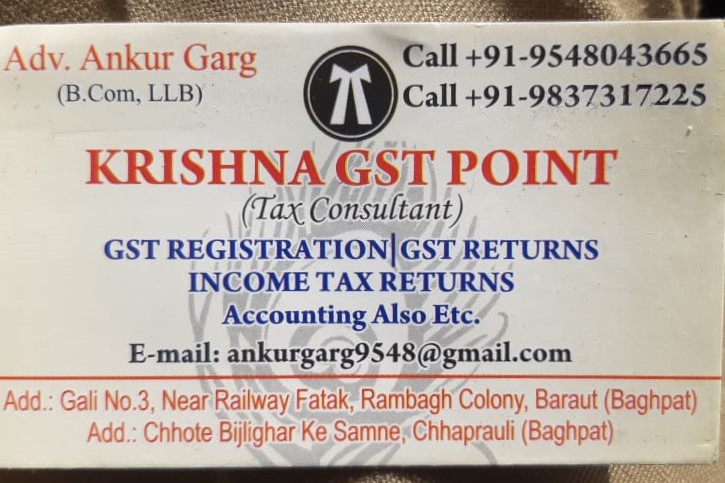 Adv. Ankur Garg
(B.Com, LLB)
Call +91-9548043665
Call +91-9837317225
KRISHNA GST POINT
(Tax Consultant)
GST REGISTRATION|GST RETURNS
INCOME TAX RETURNS
Accounting Also Etc.
E-mail: ankurgarg9548@gmail.com
Add.: Gali No.3, Near Railway Fatak, Rambagh Colony, Baraut (Baghpat)
Add.: Chhote Bijlighar Ke Samne, Chhaprauli (Baghpat)